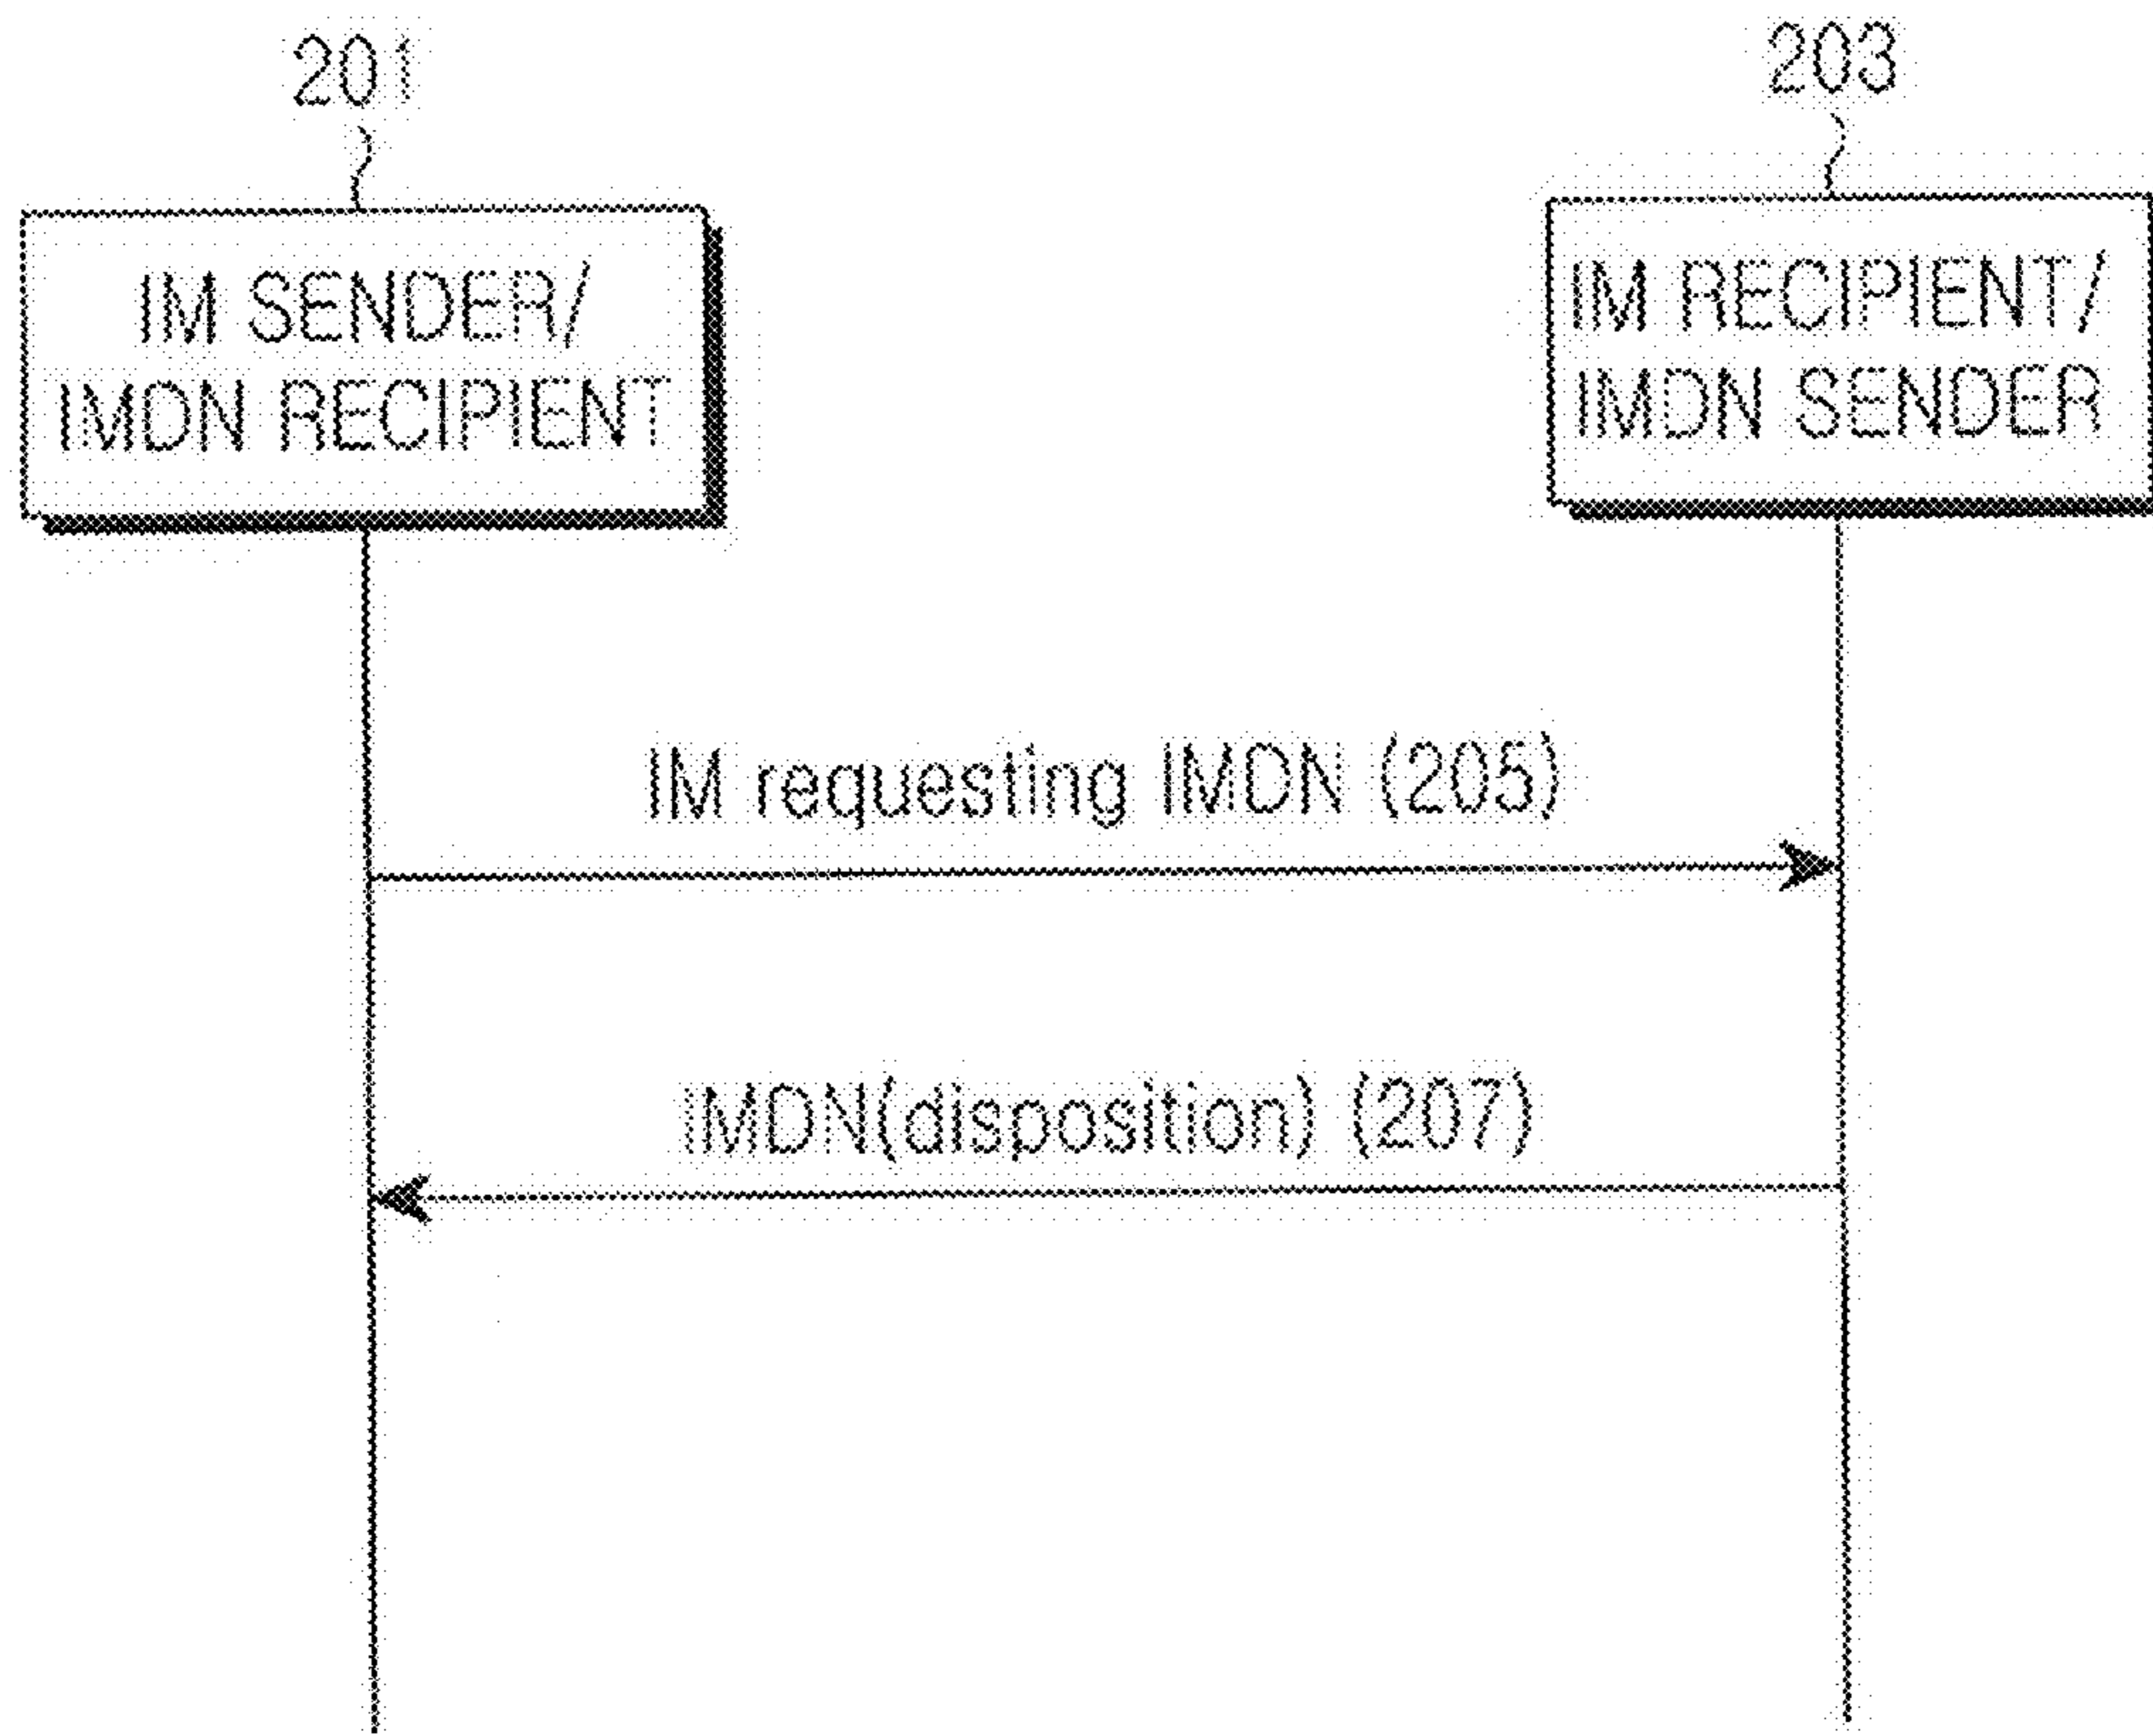 201
203
IM SENDER/
IMDN RECIPIENT
IM RECIPIENT/
IMDN SENDER
IM requesting IMDN (205)
IMDN(disposition) (207)